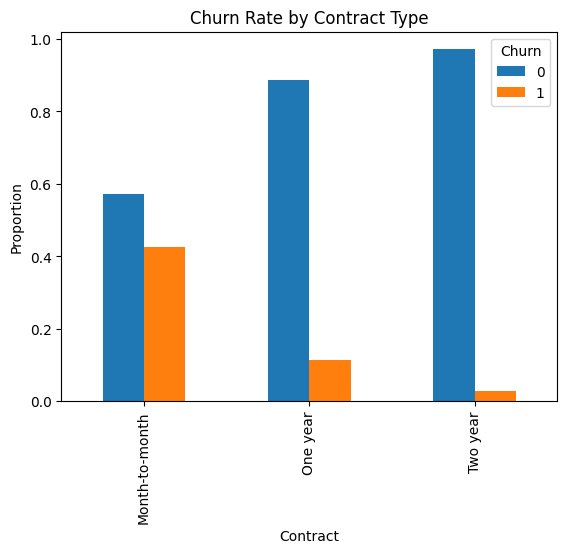 Churn Rate by Contract Type
Churn
0
1
Proportion
1.0
0.8
0.6
0.4
0.2
0.0
Month-to-month
One year
Two year
Contract